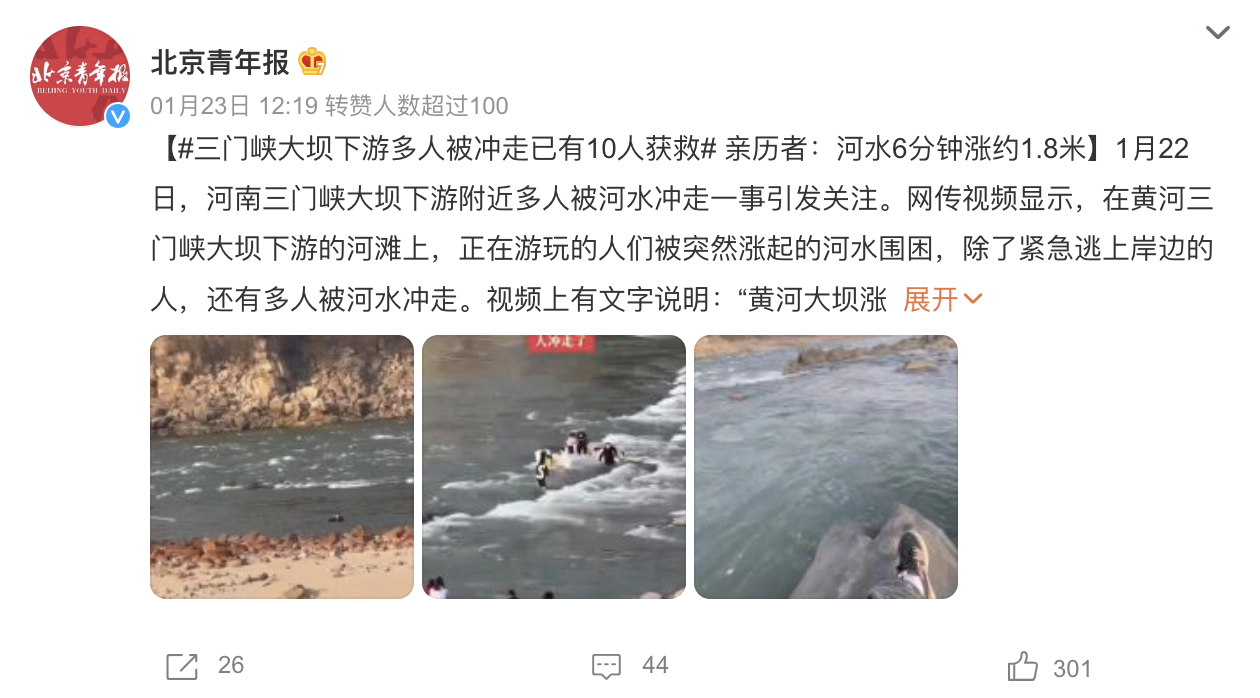 北京青年报
北京青年报
BEIJING YOUTH DAILY
01月23日 12:19 转赞人数超过100
【#三门峡大坝下游多人被冲走已有10人获救# 亲历者：河水6分钟涨约1.8米】1月22
日，河南三门峡大坝下游附近多人被河水冲走一事引发关注。网传视频显示，在黄河三
门峡大坝下游的河滩上，正在游玩的人们被突然涨起的河水围困，除了紧急逃上岸边的
人，还有多人被河水冲走。视频上有文字说明：“黄河大坝涨 展开
人冲走了
26
44
301